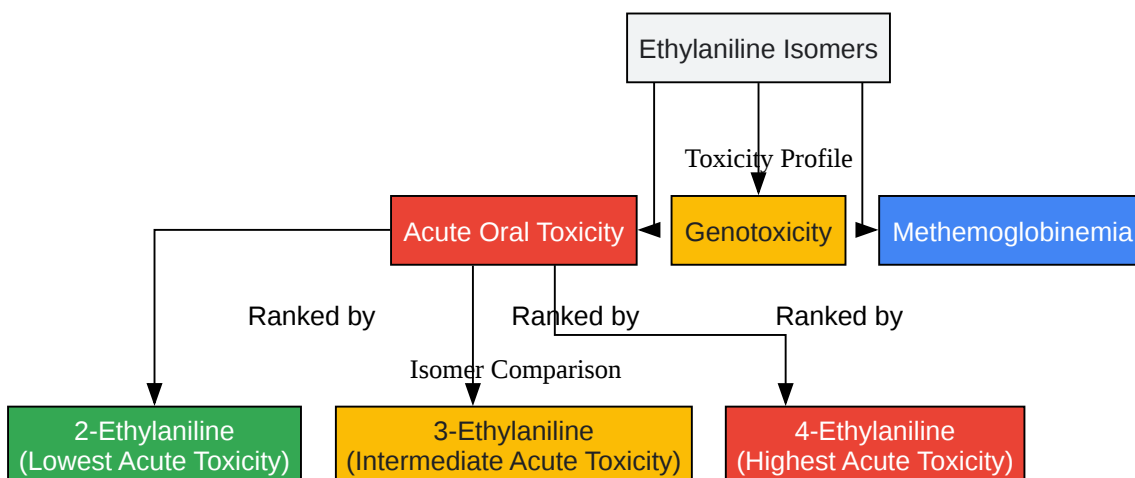 Ethylaniline Isomers
Toxicity Profile
Acute Oral Toxicity
Genotoxicity
Methemoglobinemia
Ranked by
Ranked by
Ranked by
Isomer Comparison
2-Ethylaniline
(Lowest Acute Toxicity)
3-Ethylaniline
(Intermediate Acute Toxicity)
4-Ethylaniline
(Highest Acute Toxicity)